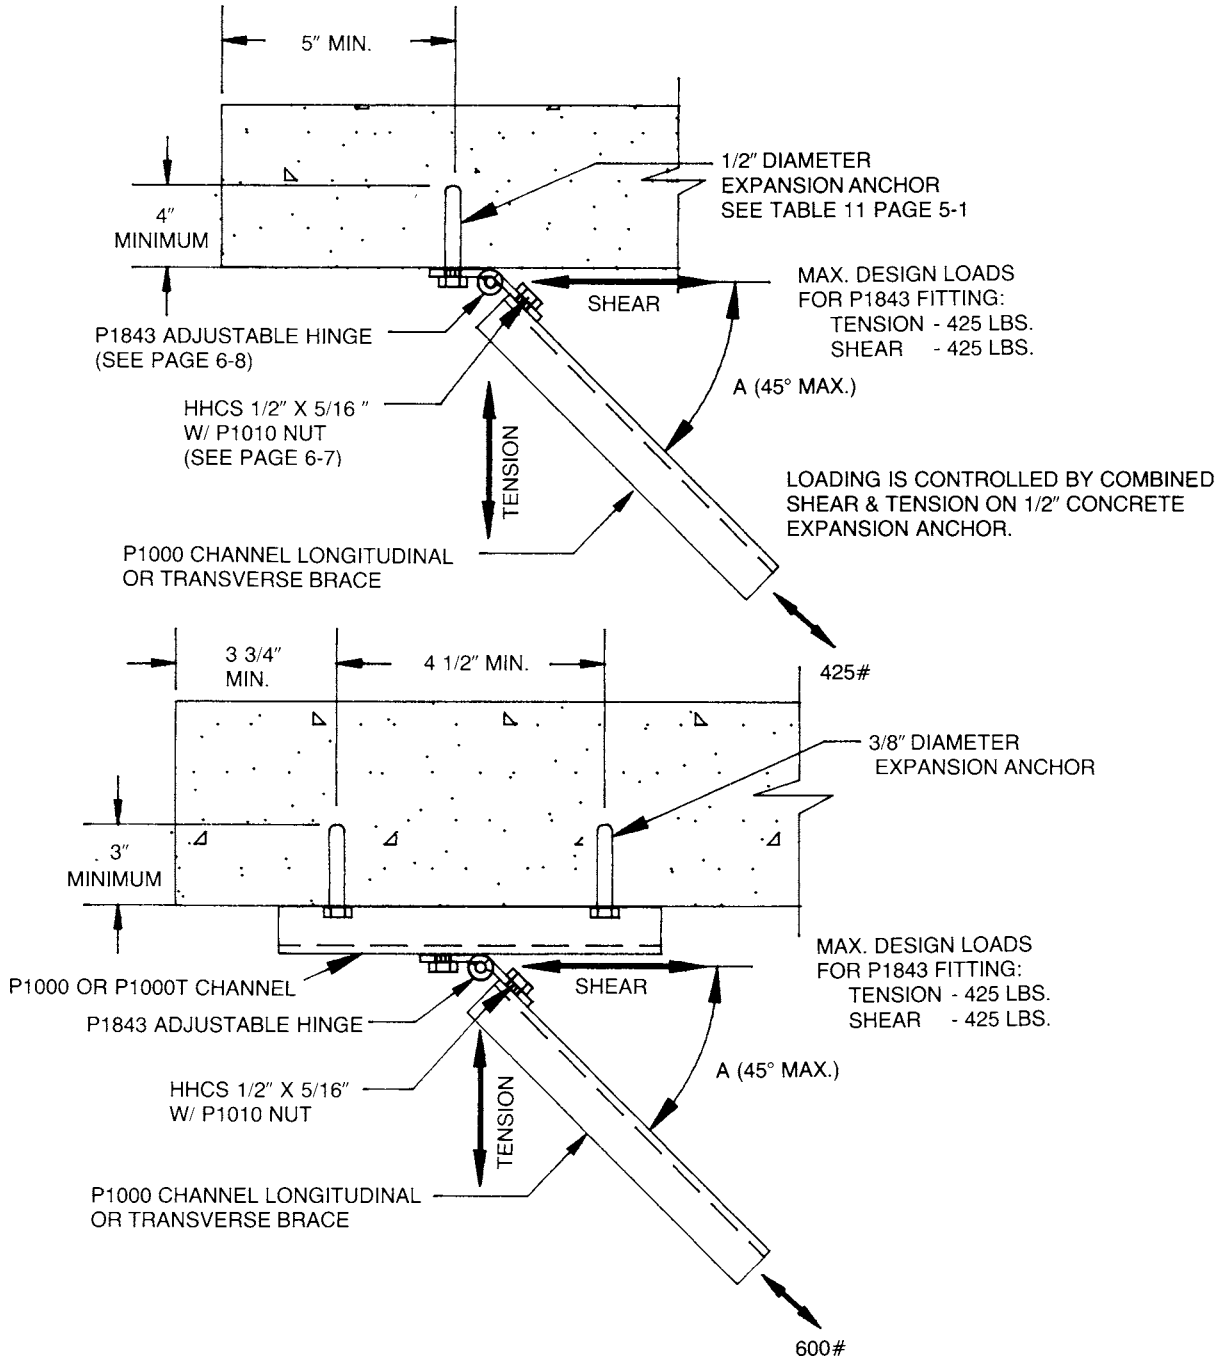 5" MIN.
1/2" DIAMETER
EXPANSION ANCHOR
SEE TABLE 11 PAGE 5-1
4"
MINIMUM
MAX. DESIGN LOADS
FOR P1843 FITTING:
TENSION - 425 LBS.
SHEAR - 425 LBS.
SHEAR
P1843 ADJUSTABLE HINGE
(SEE PAGE 6-8)
A (45° MAX.)
HHCS 1/2" X 5/16 "
W/ P1010 NUT
(SEE PAGE 6-7)
TENSION
LOADING IS CONTROLLED BY COMBINED
SHEAR & TENSION ON 1/2" CONCRETE
EXPANSION ANCHOR.
P1000 CHANNEL LONGITUDINAL
OR TRANSVERSE BRACE
425#
3 3/4"
MIN.
4 1/2" MIN.
3/8" DIAMETER
EXPANSION ANCHOR
3"
MINIMUM
MAX. DESIGN LOADS
FOR P1843 FITTING:
TENSION - 425 LBS.
SHEAR - 425 LBS.
P1000 OR P1000T CHANNEL
SHEAR
P1843 ADJUSTABLE HINGE
A (45° MAX.)
HHCS 1/2" X 5/16"
W/ P1010 NUT
TENSION
P1000 CHANNEL LONGITUDINAL
OR TRANSVERSE BRACE
600#